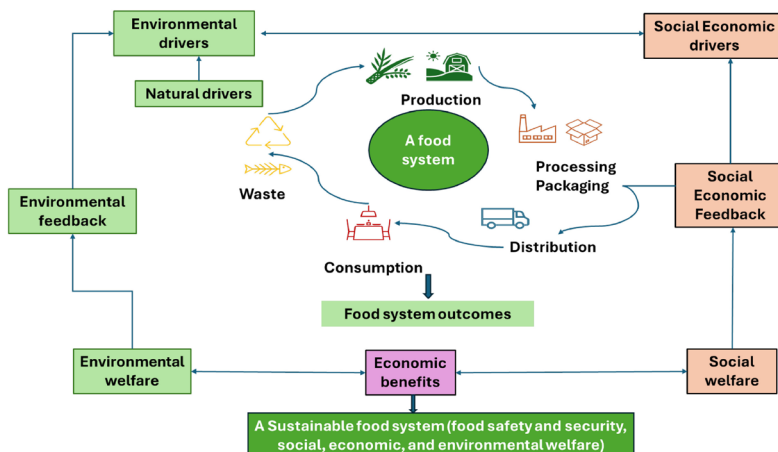 Environmental
drivers
Social Economic
drivers
Natural drivers
Production
A food
system
Processing
Packaging
Waste
Environmental
feedback
Social
Economic
Feedback
Distribution
Consumption
Food system outcomes
Environmental
welfare
Economic
benefits
Social
welfare
A Sustainable food system (food safety and security,
social, economic, and environmental welfare)